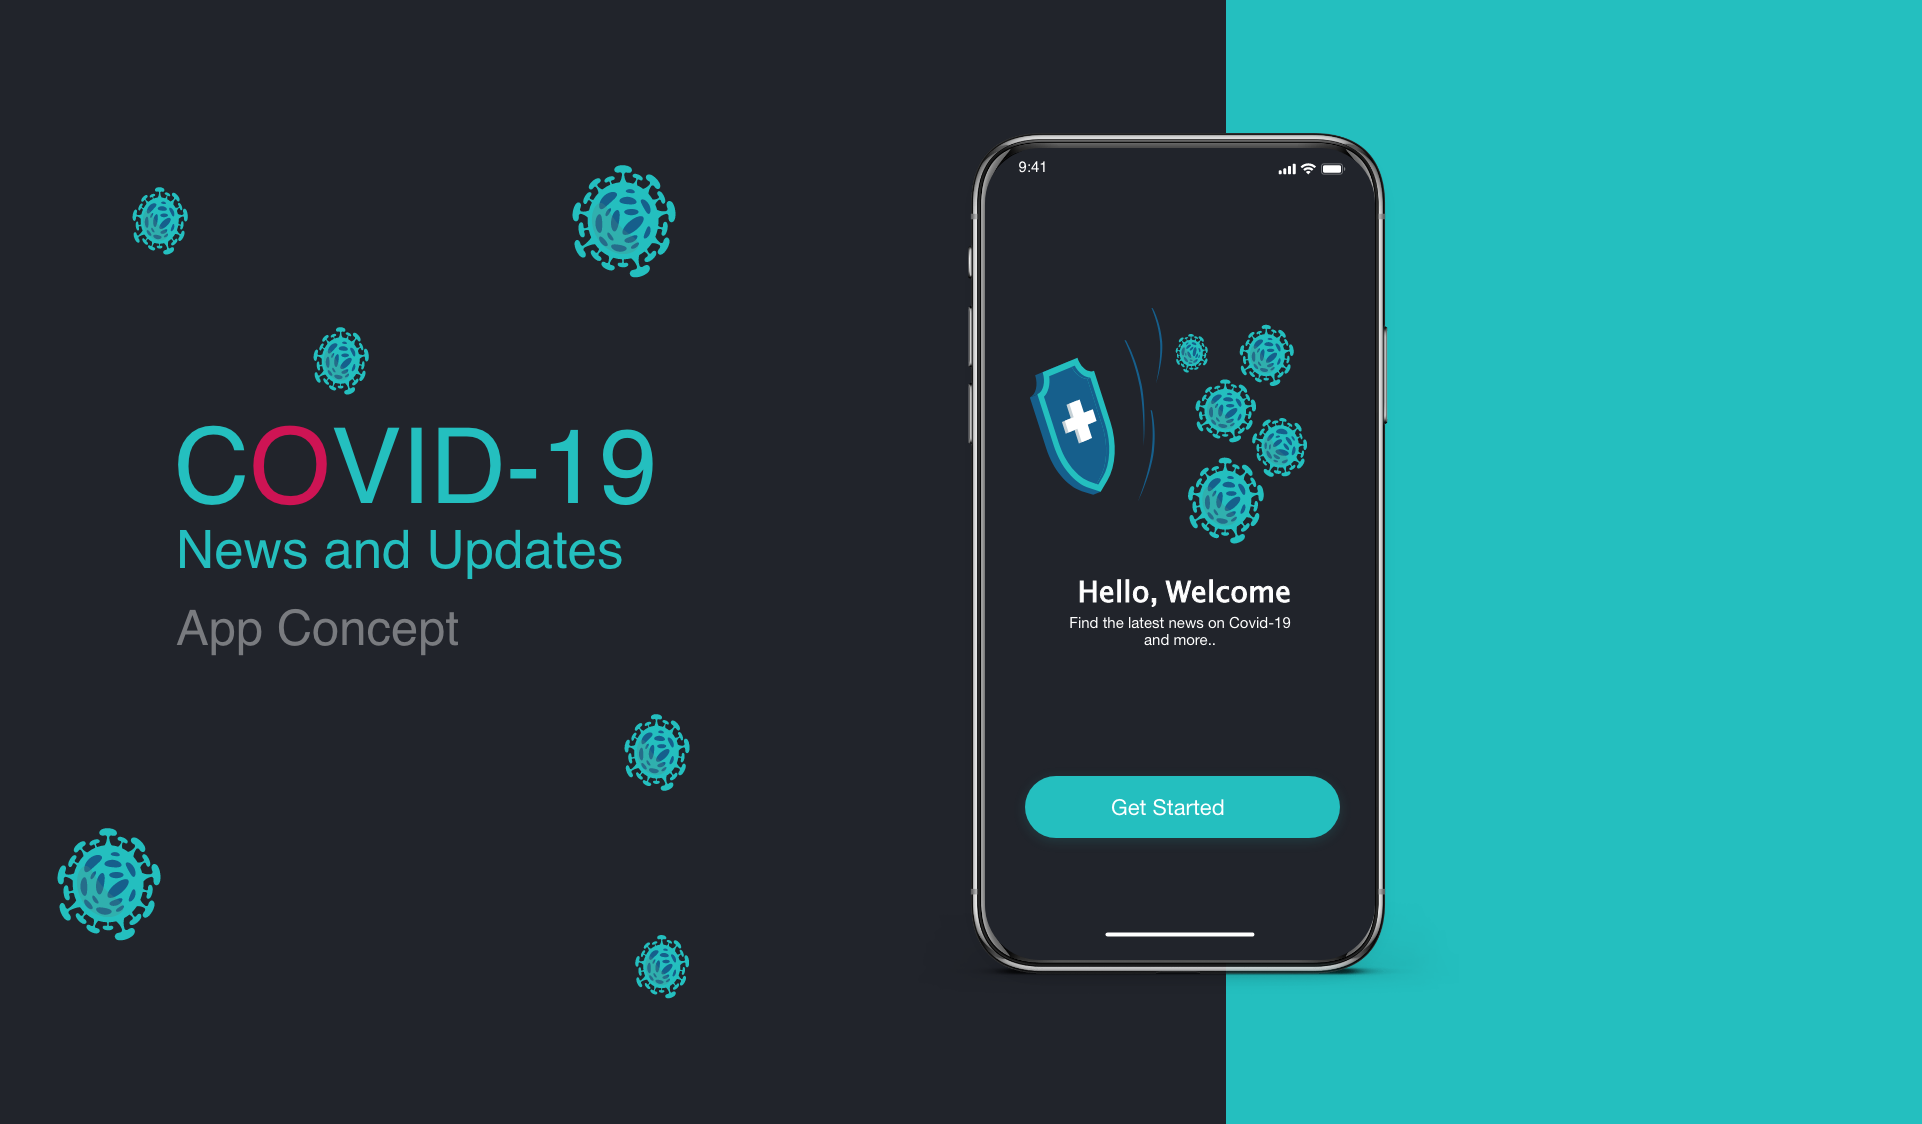 COVID-19
News and Updates
App Concept
9:41
Hello, Welcome
Find the latest news on Covid-19
and more..
Get Started